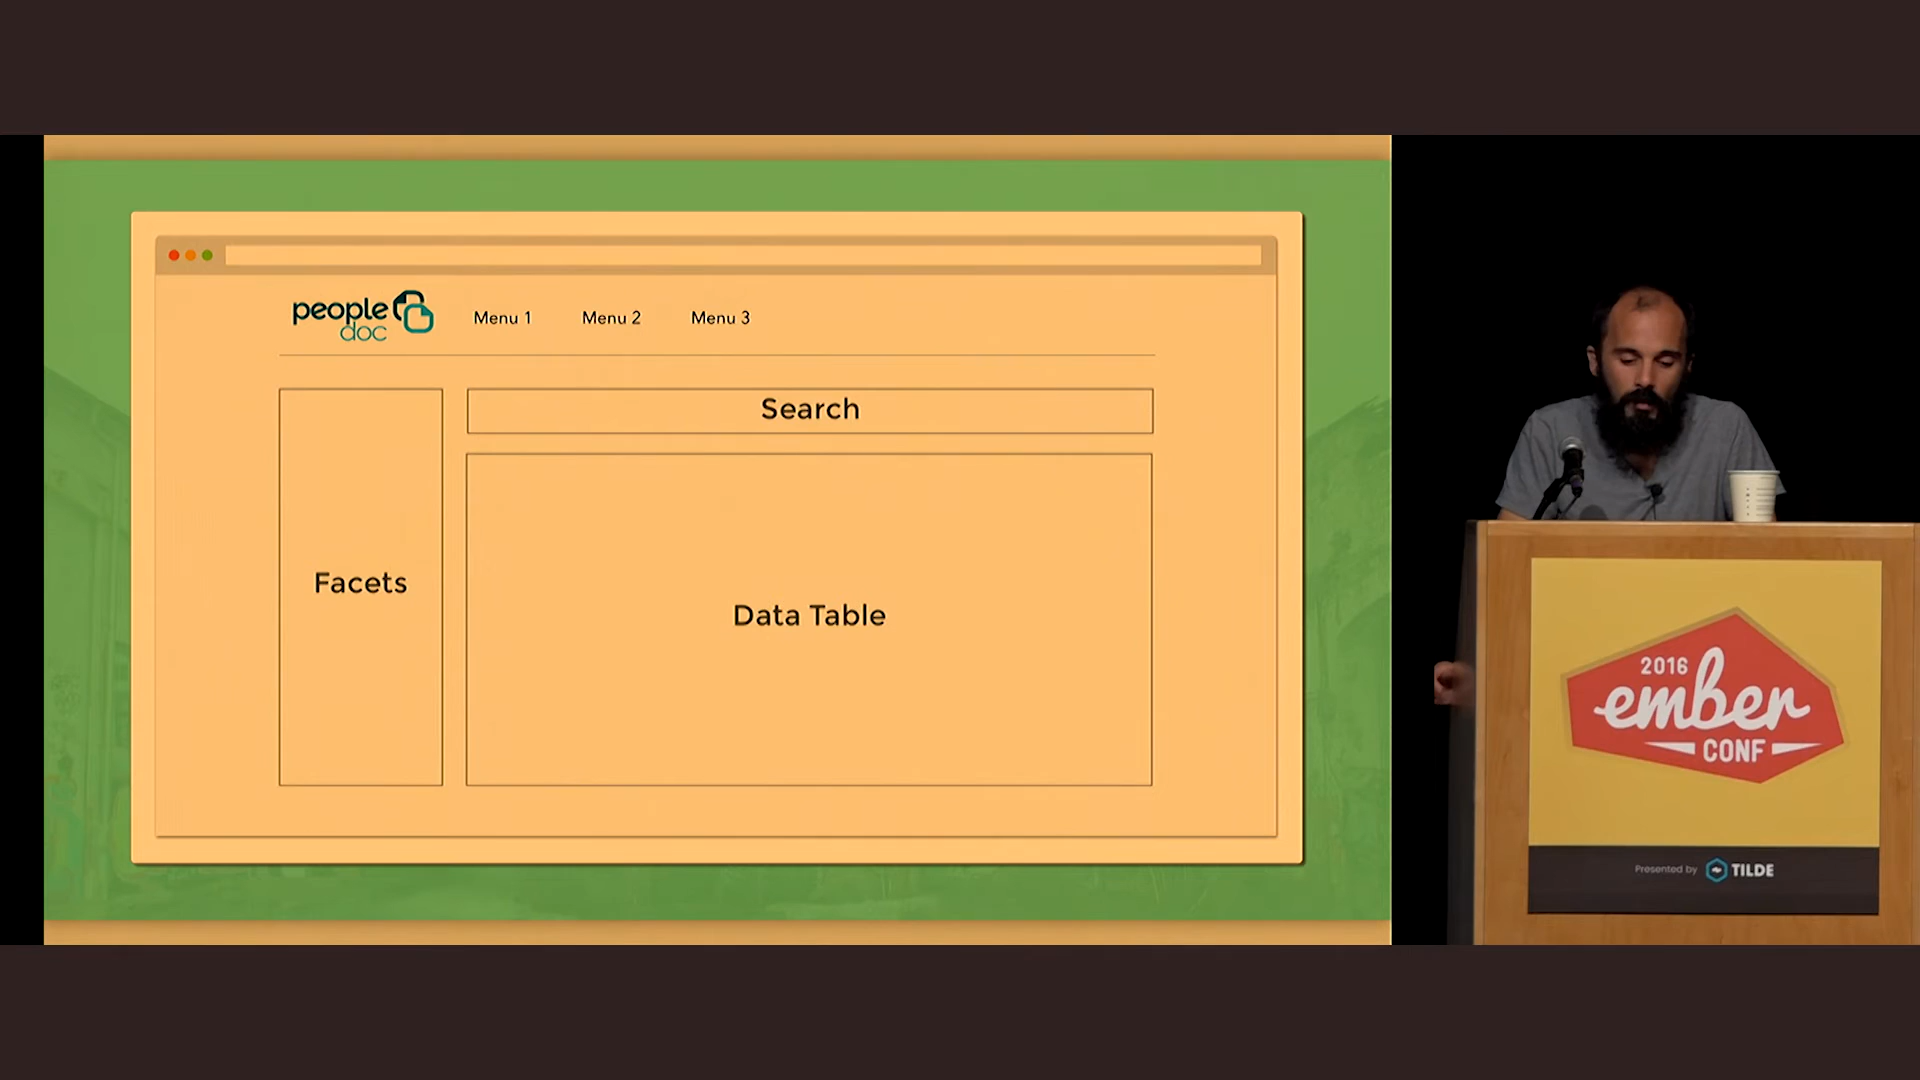 people
doc
Menu 1
Menu 2
Menu 3
Search
Facets
Data Table
2016
ember
CONF
Presented by TILDE